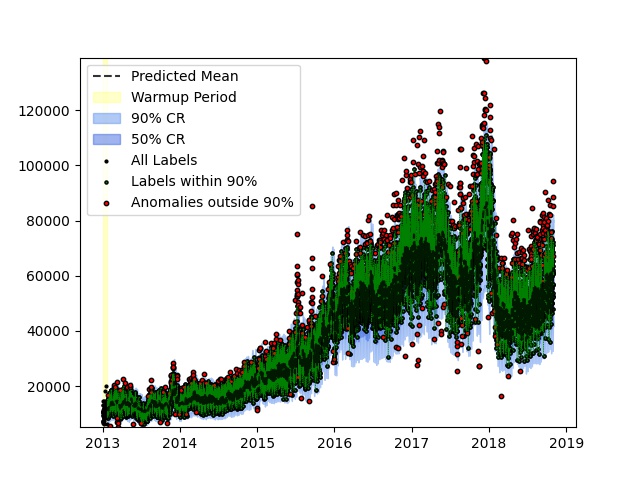 Predicted Mean
Warmup Period
90% CR
50% CR
All Labels
Labels within 90%
Anomalies outside 90%
120000
100000
80000
60000
40000
20000
2013 2014 2015 2016 2017 2018 2019